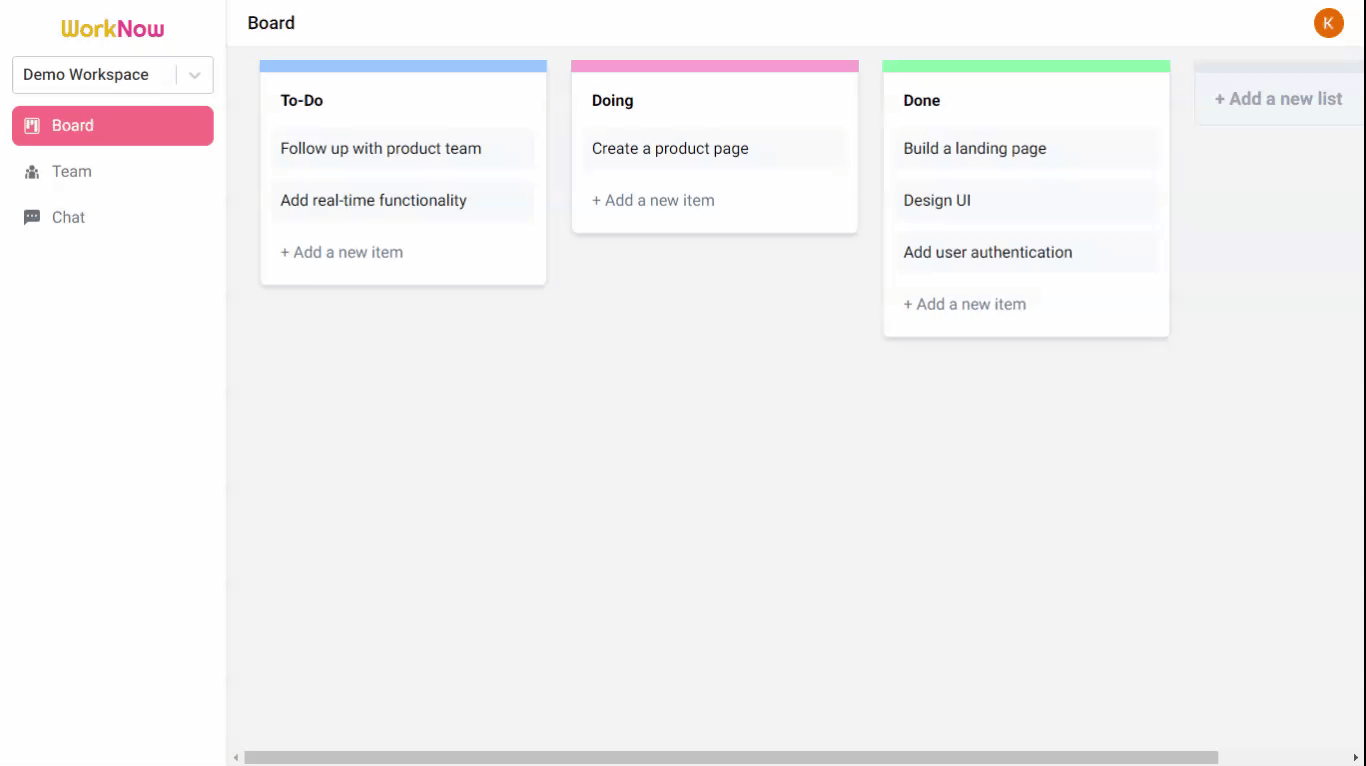 WorkNow
Demo Workspace
Board
Team
Chat
Board
K
To-Do
Follow up with product team
Add real-time functionality
+ Add a new item
Doing
Create a product page
+ Add a new item
Done
Build a landing page
Design UI
Add user authentication
+ Add a new item
+ Add a new list